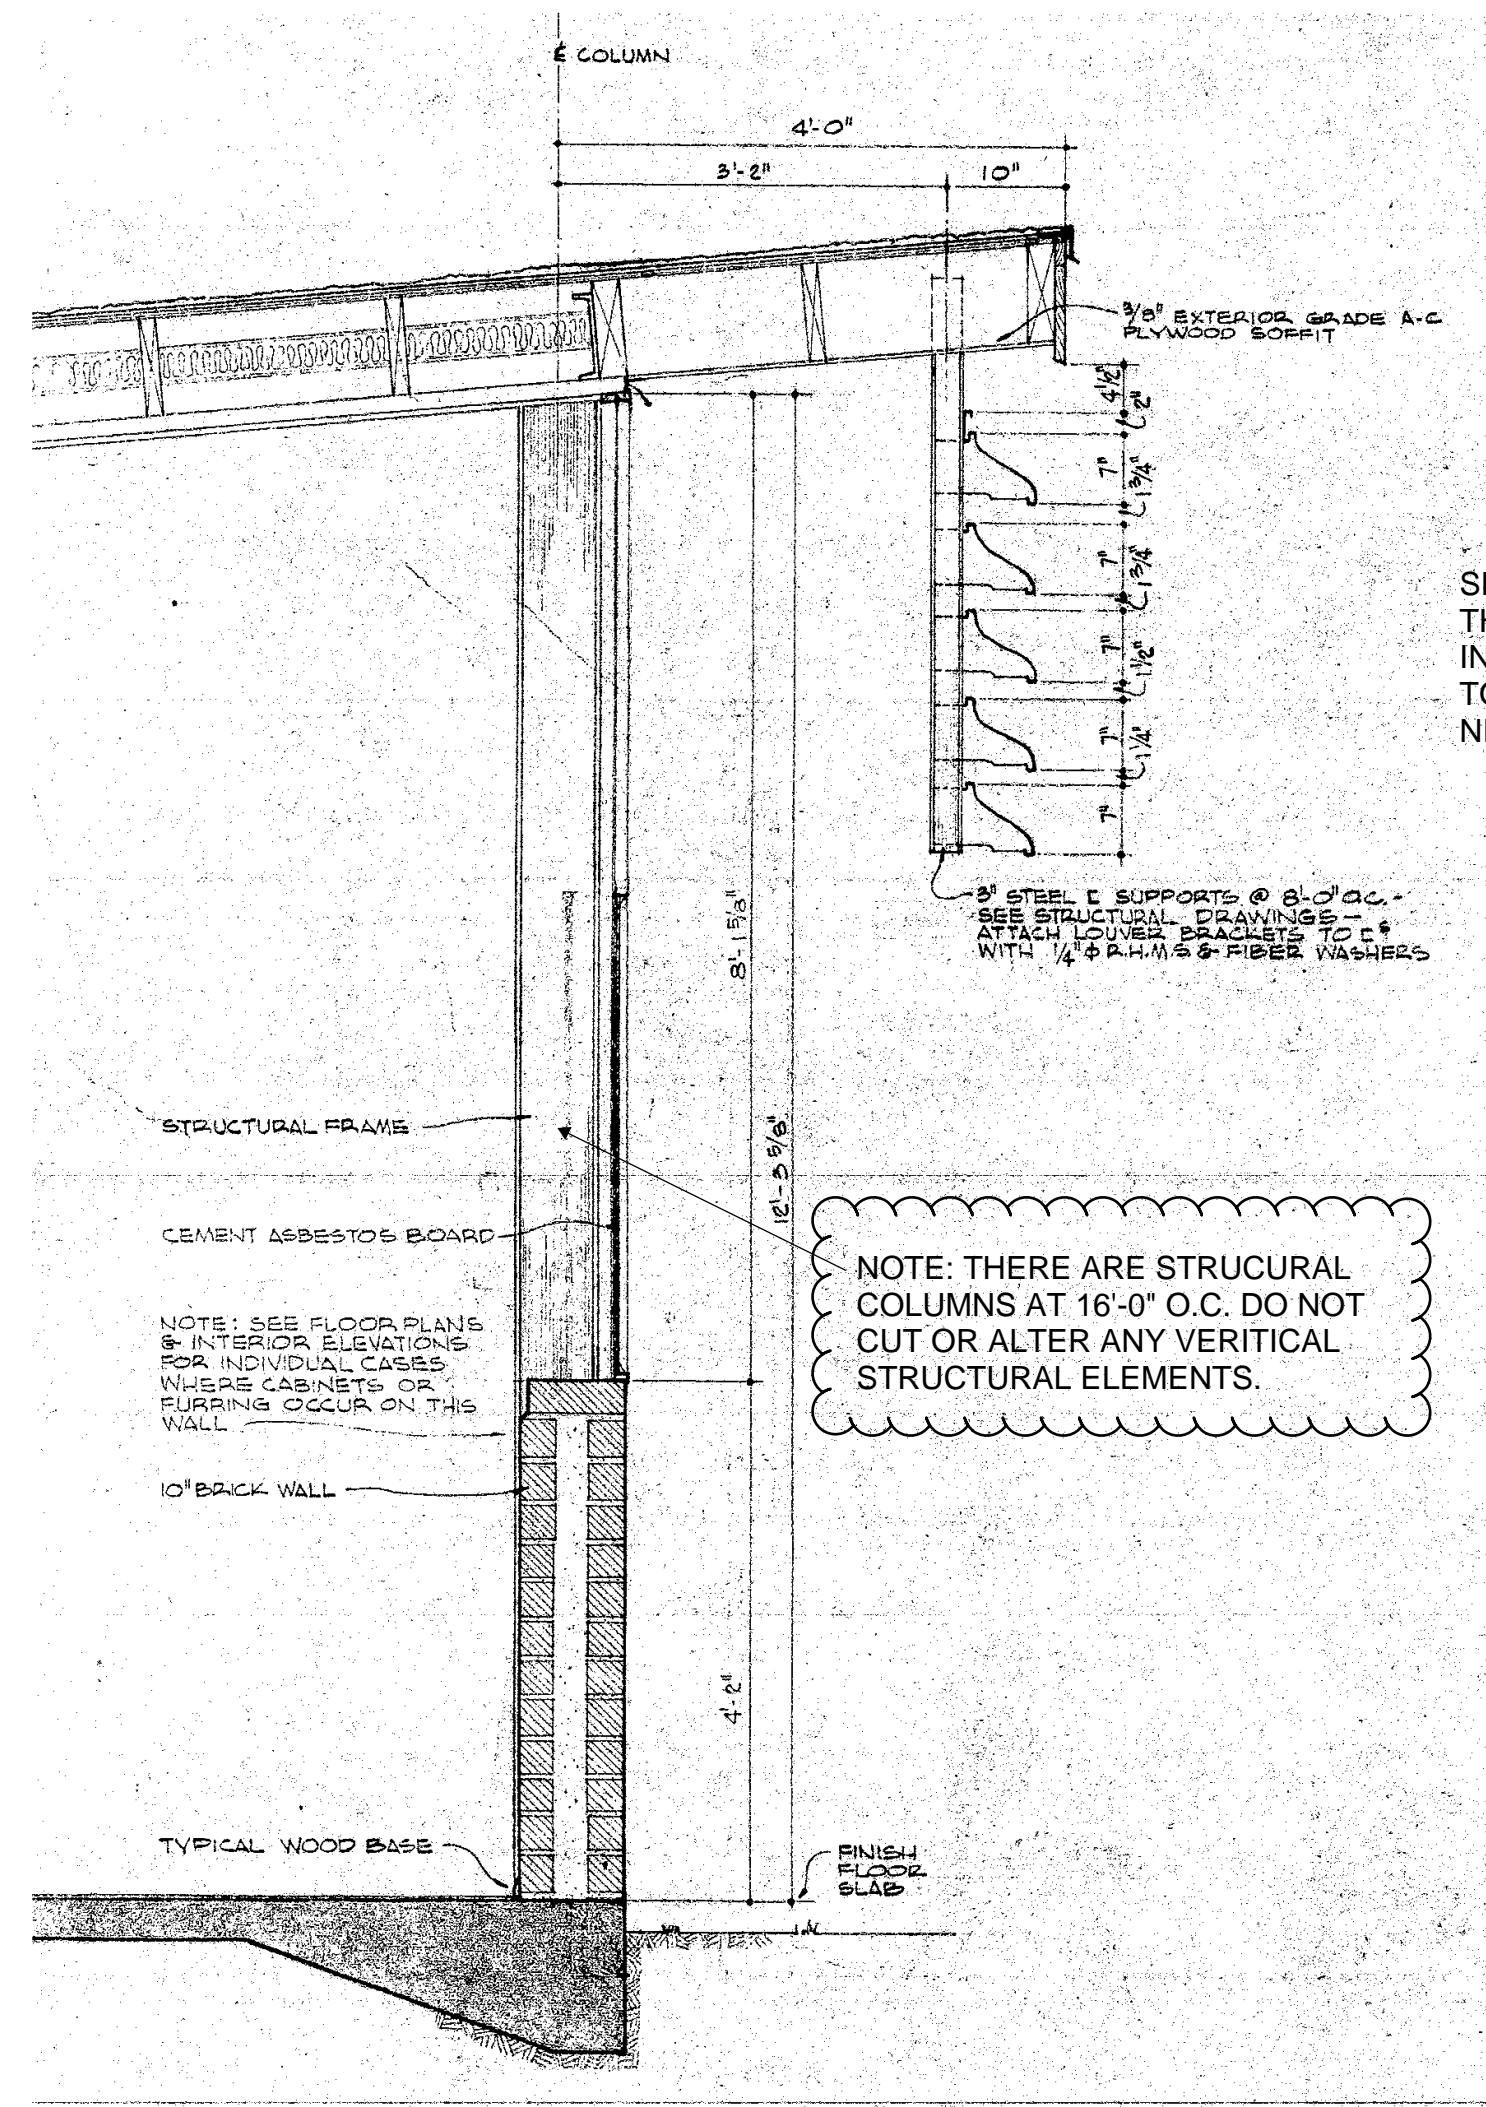 ℄ COLUMN
4'-0"
3'-2"
10"
3/8" EXTERIOR GRADE A-C
PLYWOOD SOFFIT
4 1/2"
2"
7"
1 3/4"
7"
1 3/4"
7"
1 1/2"
7"
1 1/4"
7"
3" STEEL [ SUPPORTS @ 8'-0" O.C. -
SEE STRUCTURAL DRAWINGS -
ATTACH LOUVER BRACKETS TO [s
WITH 1/4" Φ R.H.M.S & FIBER WASHERS
8'-1 5/8"
12'-3 5/8"
STRUCTURAL FRAME
CEMENT ASBESTOS BOARD
NOTE: THERE ARE STRUCURAL
COLUMNS AT 16'-0" O.C. DO NOT
CUT OR ALTER ANY VERITICAL
STRUCTURAL ELEMENTS.
NOTE: SEE FLOOR PLANS
& INTERIOR ELEVATIONS
FOR INDIVIDUAL CASES
WHERE CABINETS OR
FURRING OCCUR ON THIS
WALL
10" BRICK WALL
4'-2"
TYPICAL WOOD BASE
FINISH
FLOOR
SLAB